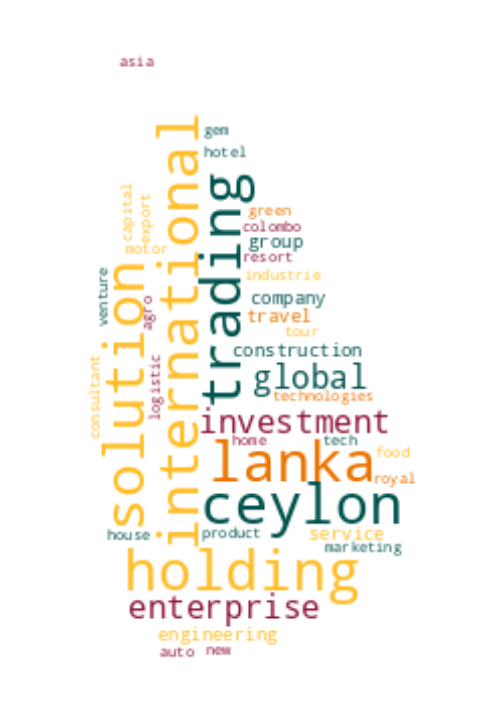 asia
gem
hotel
international
trading
capital
export
green
colombo
group
motor
resort
solution
venture
industrie
agro
company
travel
tour
construction
consultant
logistic
global
technologies
investment
home
tech
lanka
food
royal
ceylon
house
product
service
marketing
holding
enterprise
engineering
auto
new